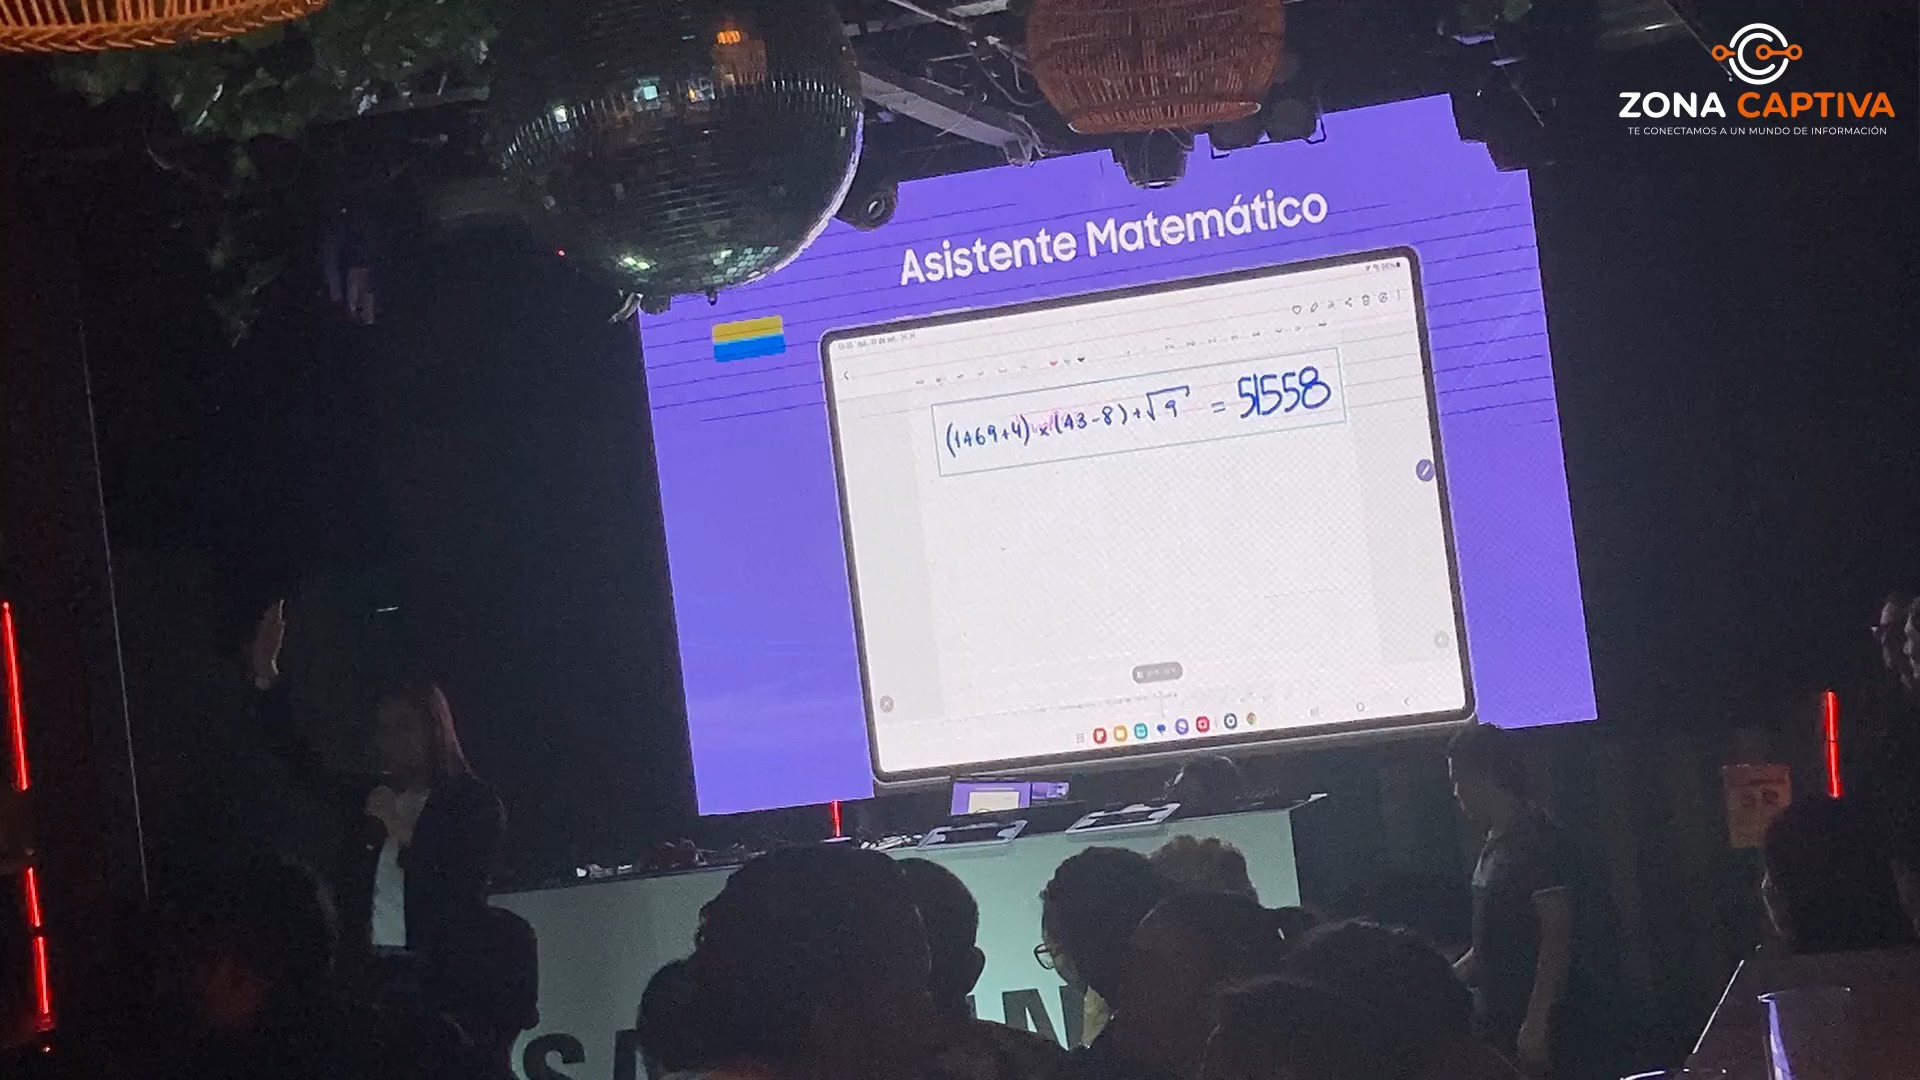 ZONA CAPTIVA
TE CONECTAMOS A UN MUNDO DE INFORMACIÓN
Asistente Matemático
(1469+4)x(43-8)+√9 = 51558